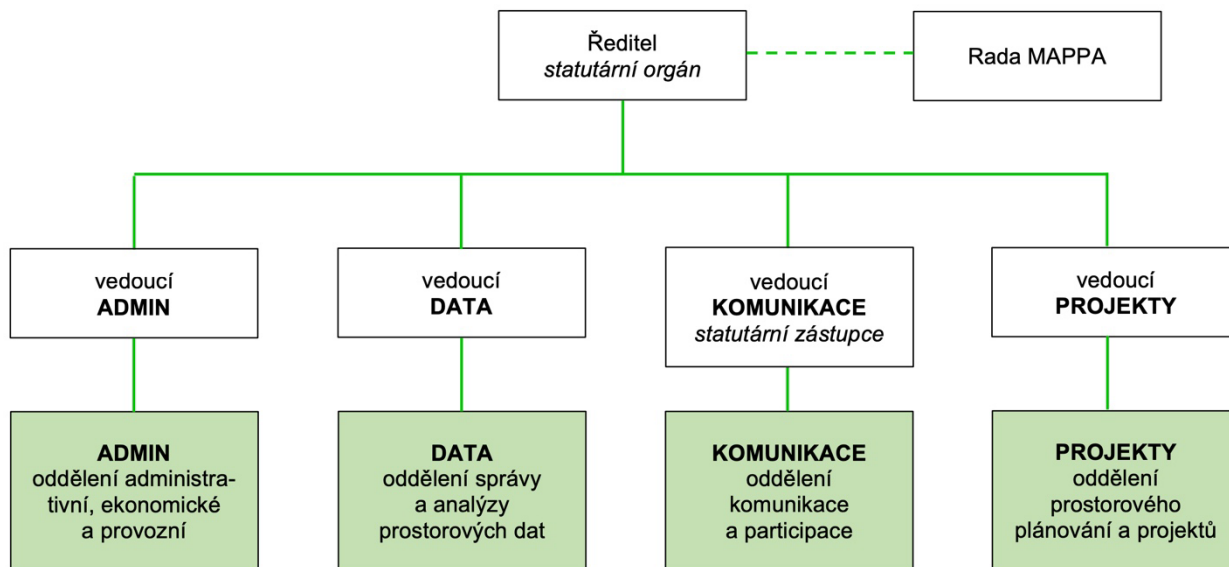 Ředitel
statutární orgán
Rada MAPPA
vedoucí
ADMIN
vedoucí
DATA
vedoucí
KOMUNIKACE
statutární zástupce
vedoucí
PROJEKTY
ADMIN
oddělení administra-
tivní, ekonomické
a provozní
DATA
oddělení správy
a analýzy
prostorových dat
KOMUNIKACE
oddělení
komunikace
a participace
PROJEKTY
oddělení
prostorového
plánování a projektů